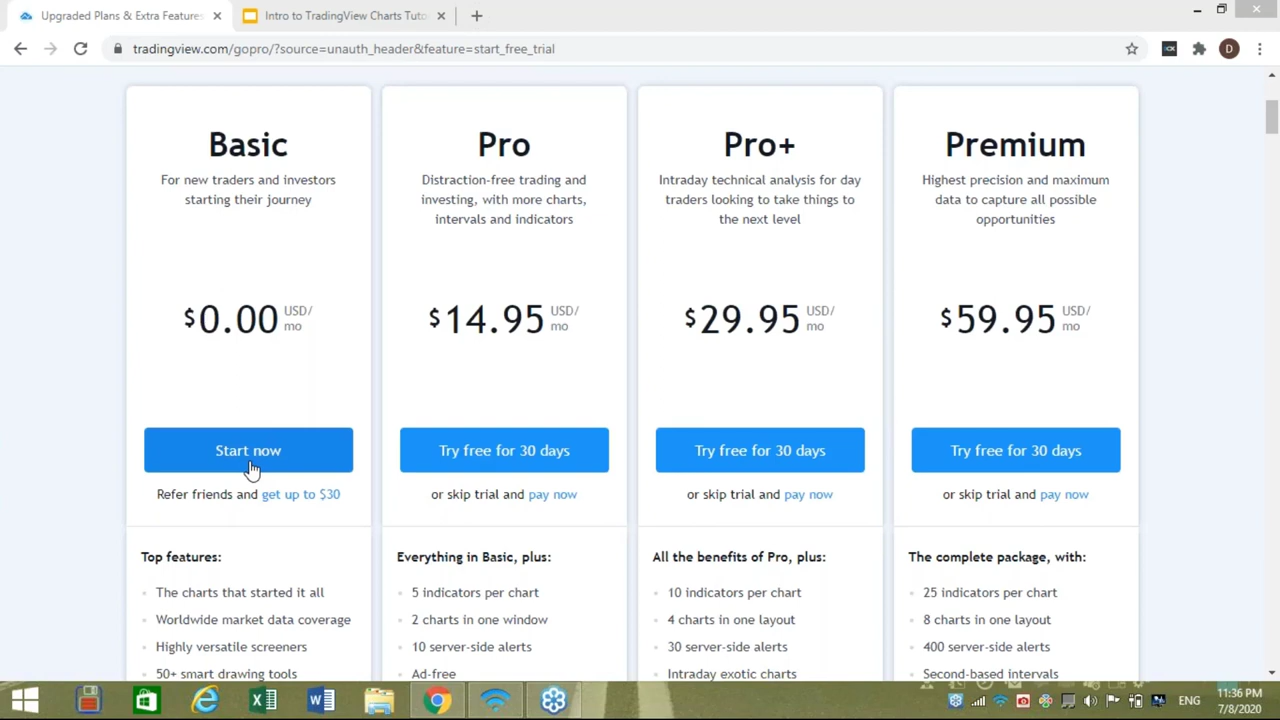 Upgraded Plans & Extra Features
Intro to TradingView Charts Tuto
tradingview.com/gopro/?source=unauth_header&feature=start_free_trial
D
Basic
For new traders and investors
starting their journey
$0.00 USD/
mo
Start now
Refer friends and get up to $30
Top features:
The charts that started it all
Worldwide market data coverage
Highly versatile screeners
50+ smart drawing tools
Pro
Distraction-free trading and
investing, with more charts,
intervals and indicators
$14.95 USD/
mo
Try free for 30 days
or skip trial and pay now
Everything in Basic, plus:
5 indicators per chart
2 charts in one window
10 server-side alerts
Ad-free
Pro+
Intraday technical analysis for day
traders looking to take things to
the next level
$29.95 USD/
mo
Try free for 30 days
or skip trial and pay now
All the benefits of Pro, plus:
10 indicators per chart
4 charts in one layout
30 server-side alerts
Intraday exotic charts
Premium
Highest precision and maximum
data to capture all possible
opportunities
$59.95 USD/
mo
Try free for 30 days
or skip trial and pay now
The complete package, with:
25 indicators per chart
8 charts in one layout
400 server-side alerts
Second-based intervals
ENG
11:36 PM
7/8/2020